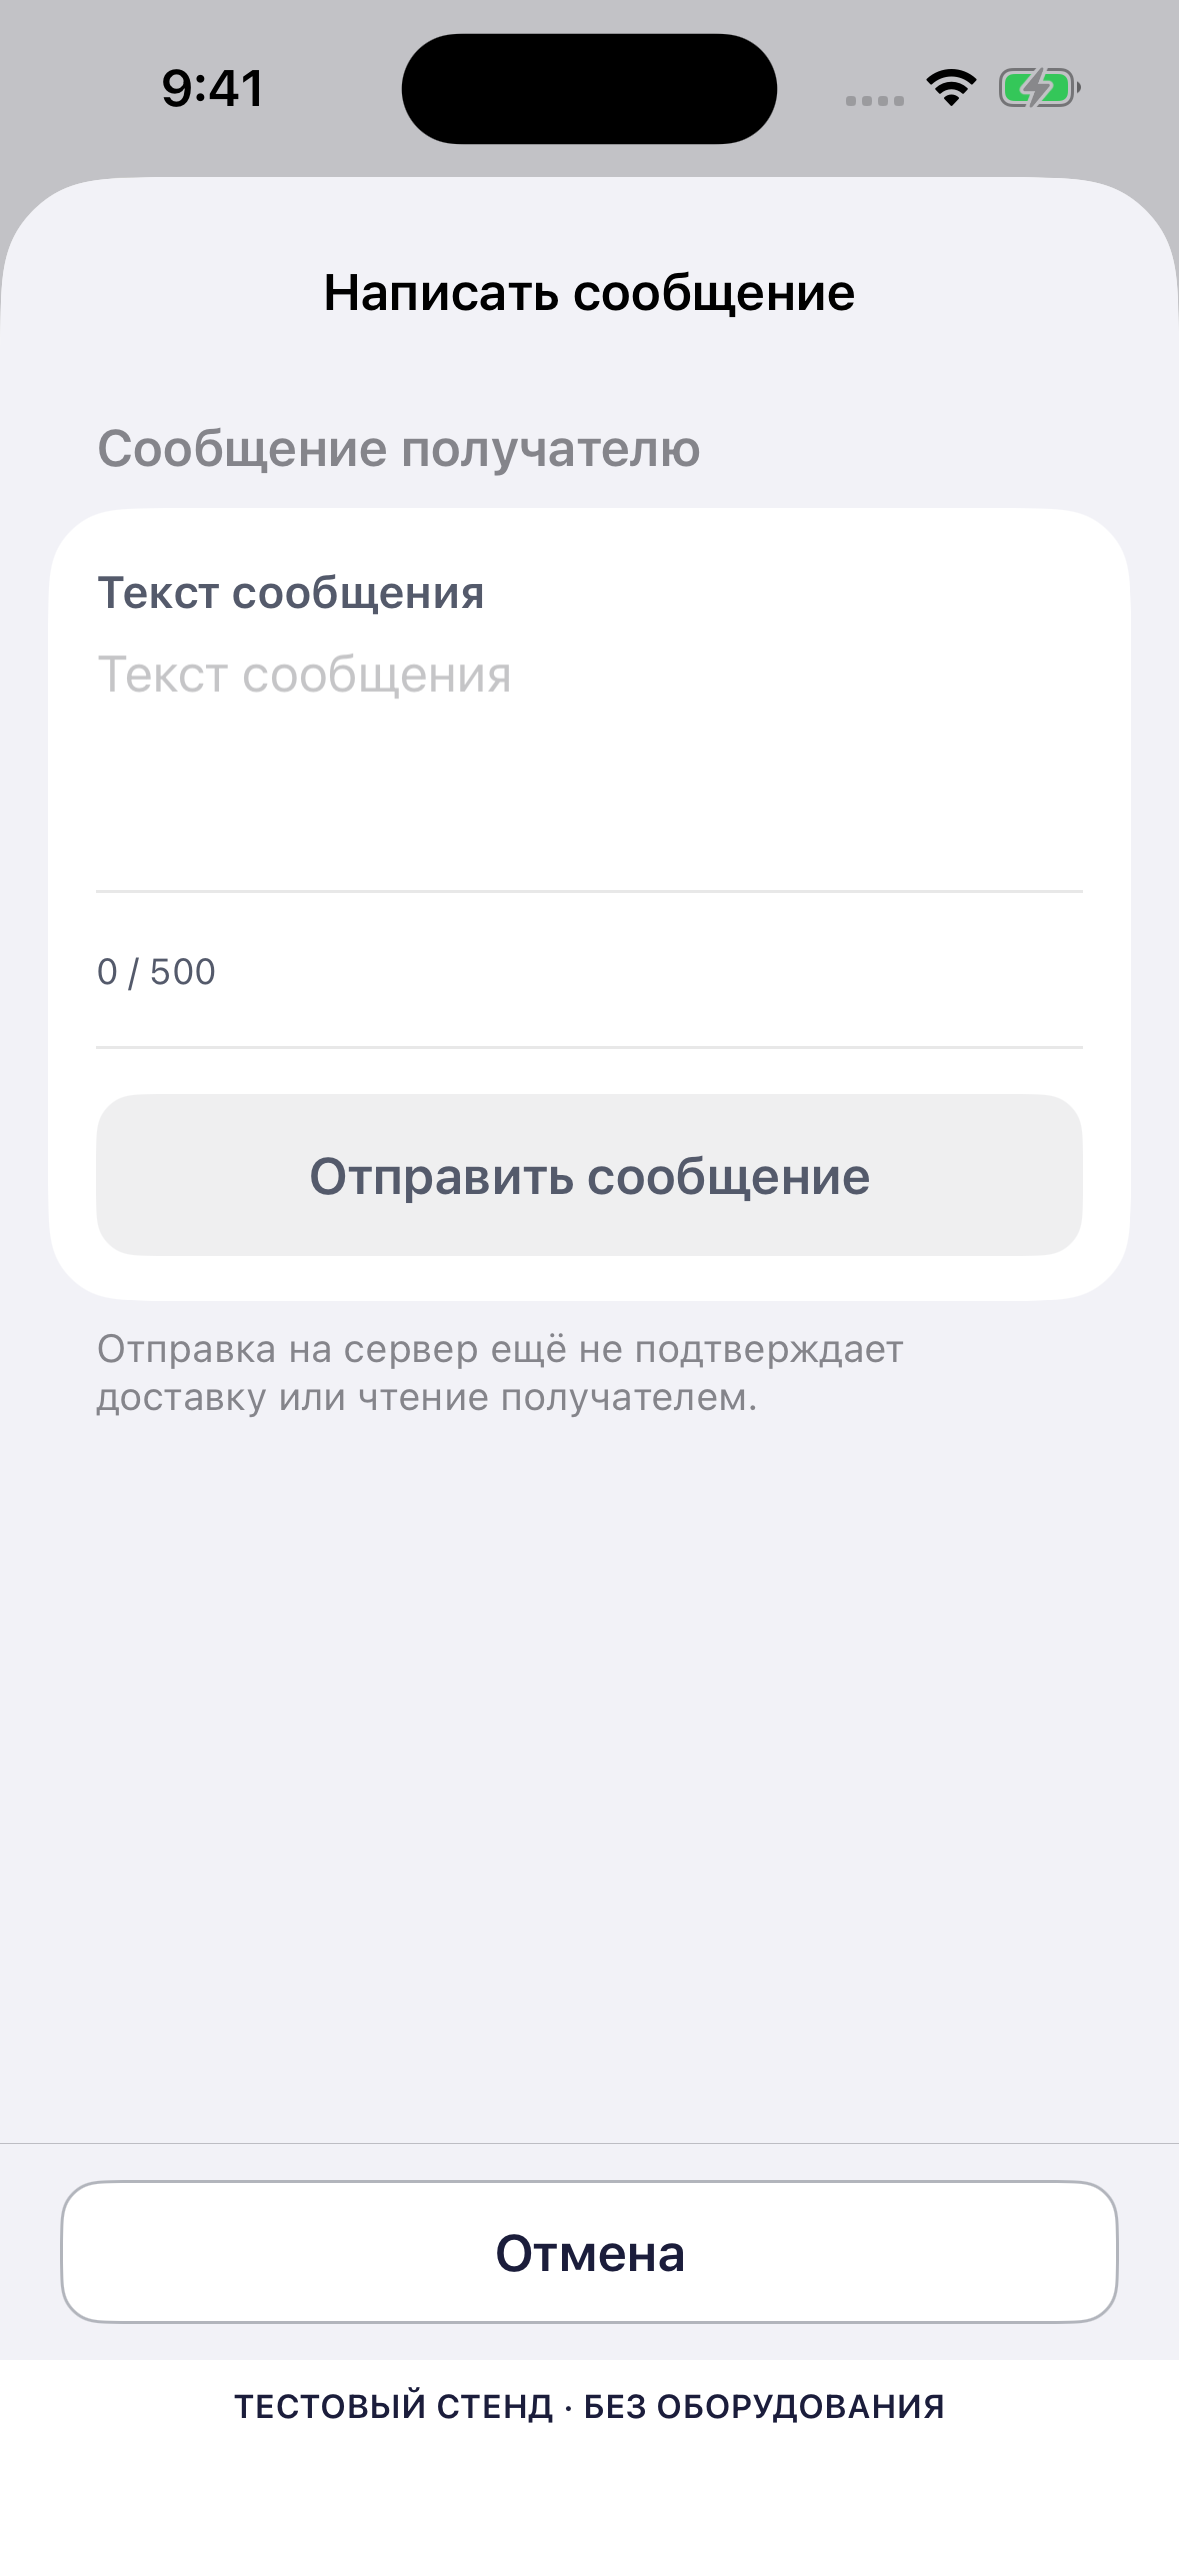 9:41
Написать сообщение
Сообщение получателю
Текст сообщения
Текст сообщения
0 / 500
Отправить сообщение
Отправка на сервер ещё не подтверждает
доставку или чтение получателем.
Отмена
ТЕСТОВЫЙ СТЕНД · БЕЗ ОБОРУДОВАНИЯ